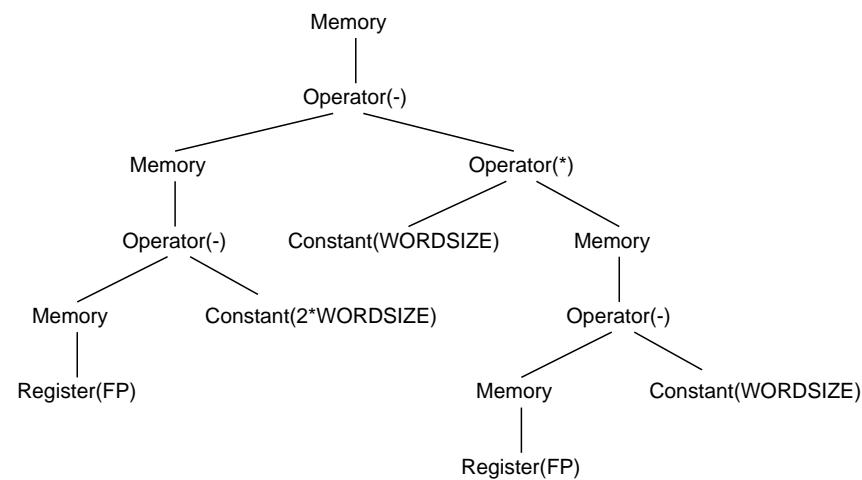 Memory
Operator(-)
Memory
Operator(*)
Operator(-)
Constant(WORDSIZE)
Memory
Memory
Constant(2*WORDSIZE)
Operator(-)
Register(FP)
Memory
Constant(WORDSIZE)
Register(FP)